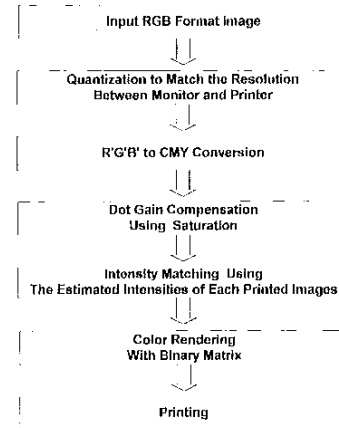 Input RGB Format Image
Quantization to Match the Resolution
Between Monitor and Printer
R'G'B' to CMY Conversion
Dot Gain Compensation
Using Saturation
Intensity Matching Using
The Estimated Intensities of Each Printed Images
Color Rendering
With Binary Matrix
Printing